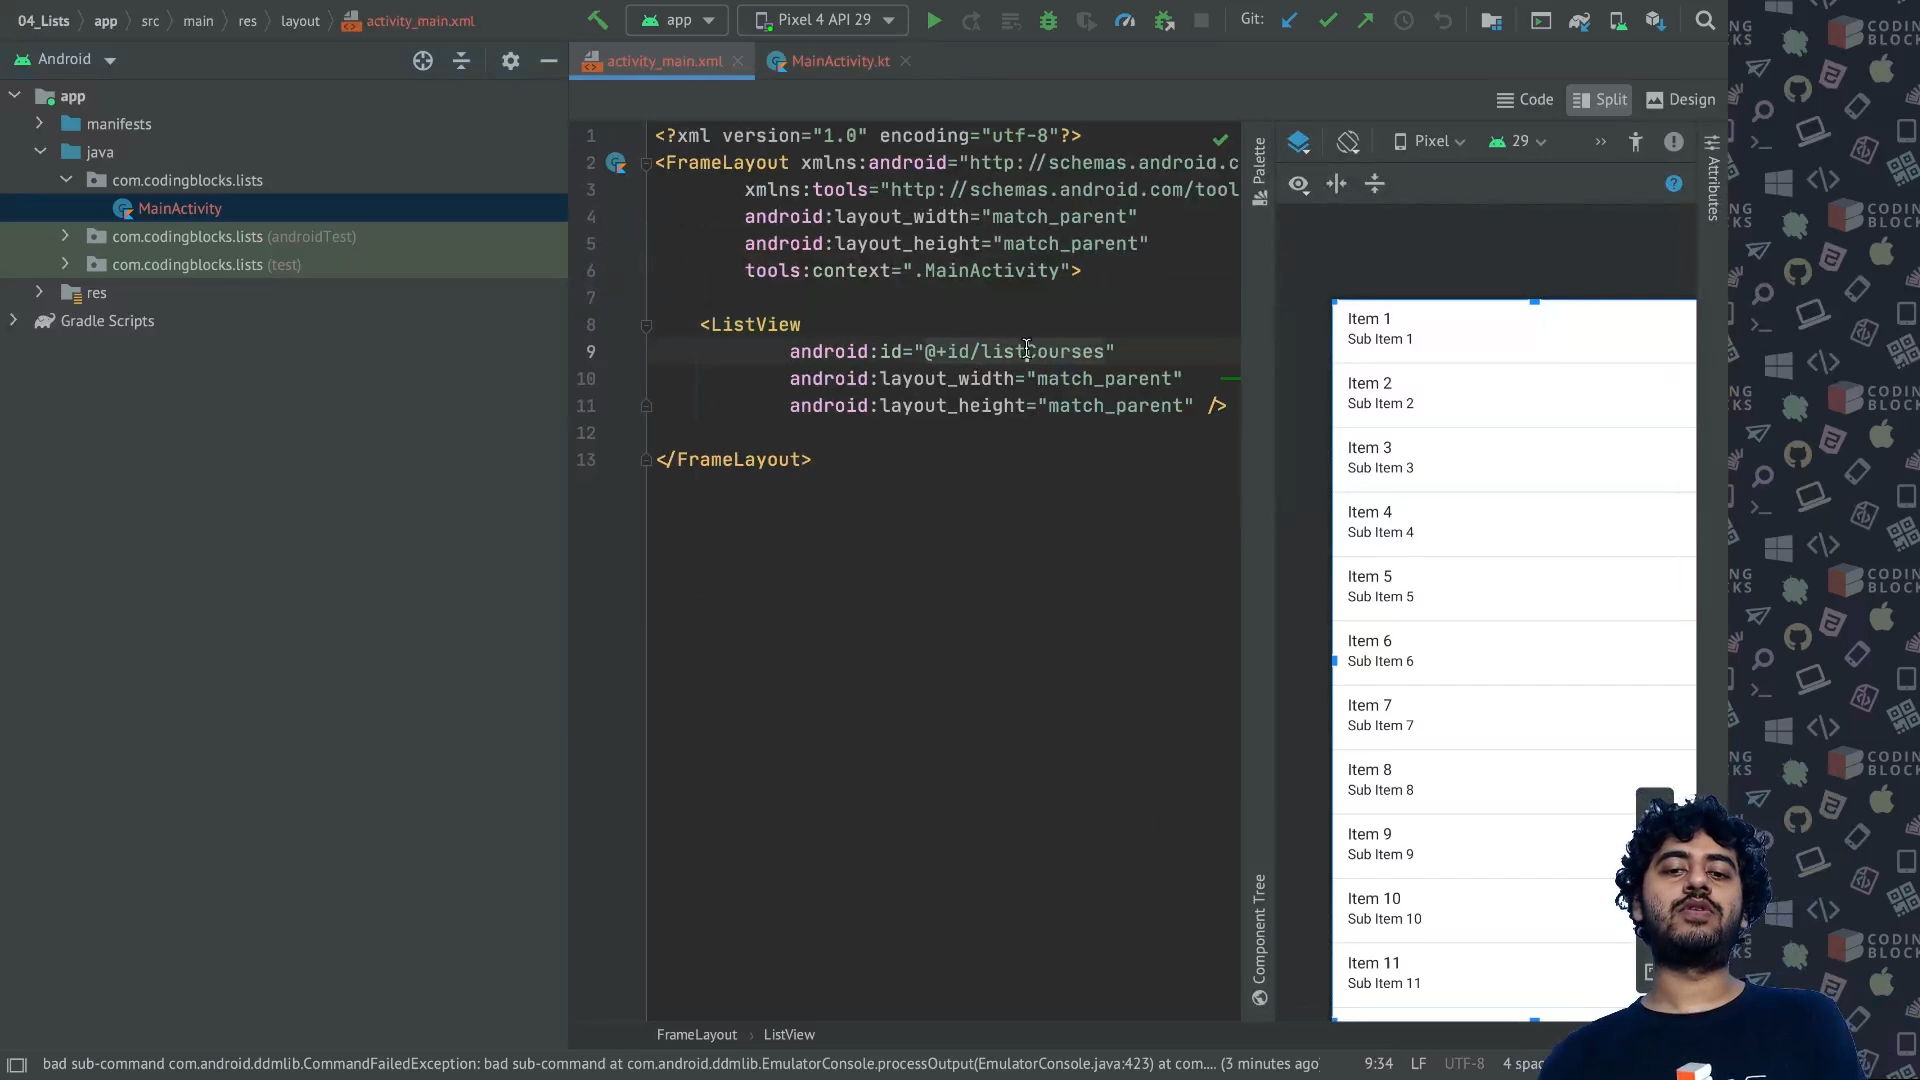 04_Lists app src main res layout activity_main.xml
app Pixel 4 API 29 Git:
Android
activity_main.xml MainActivity.kt
Code Split Design
app
manifests
java
com.codingblocks.lists
MainActivity
com.codingblocks.lists (androidTest)
com.codingblocks.lists (test)
res
Gradle Scripts
1 <?xml version="1.0" encoding="utf-8"?>
2 <FrameLayout xmlns:android="http://schemas.android.c
3 xmlns:tools="http://schemas.android.com/tool
4 android:layout_width="match_parent"
5 android:layout_height="match_parent"
6 tools:context=".MainActivity">
7
8 <ListView
9 android:id="@+id/listCourses"
10 android:layout_width="match_parent"
11 android:layout_height="match_parent" />
12
13 </FrameLayout>
Palette
Component Tree
Pixel 29
Attributes
Item 1
Sub Item 1
Item 2
Sub Item 2
Item 3
Sub Item 3
Item 4
Sub Item 4
Item 5
Sub Item 5
Item 6
Sub Item 6
Item 7
Sub Item 7
Item 8
Sub Item 8
Item 9
Sub Item 9
Item 10
Sub Item 10
Item 11
Sub Item 11
FrameLayout ListView
bad sub-command com.android.ddmlib.CommandFailedException: bad sub-command at com.android.ddmlib.EmulatorConsole.processOutput(EmulatorConsole.java:423) at com.... (3 minutes ago)
9:34 LF UTF-8 4 spac
CODIN
BLOCK